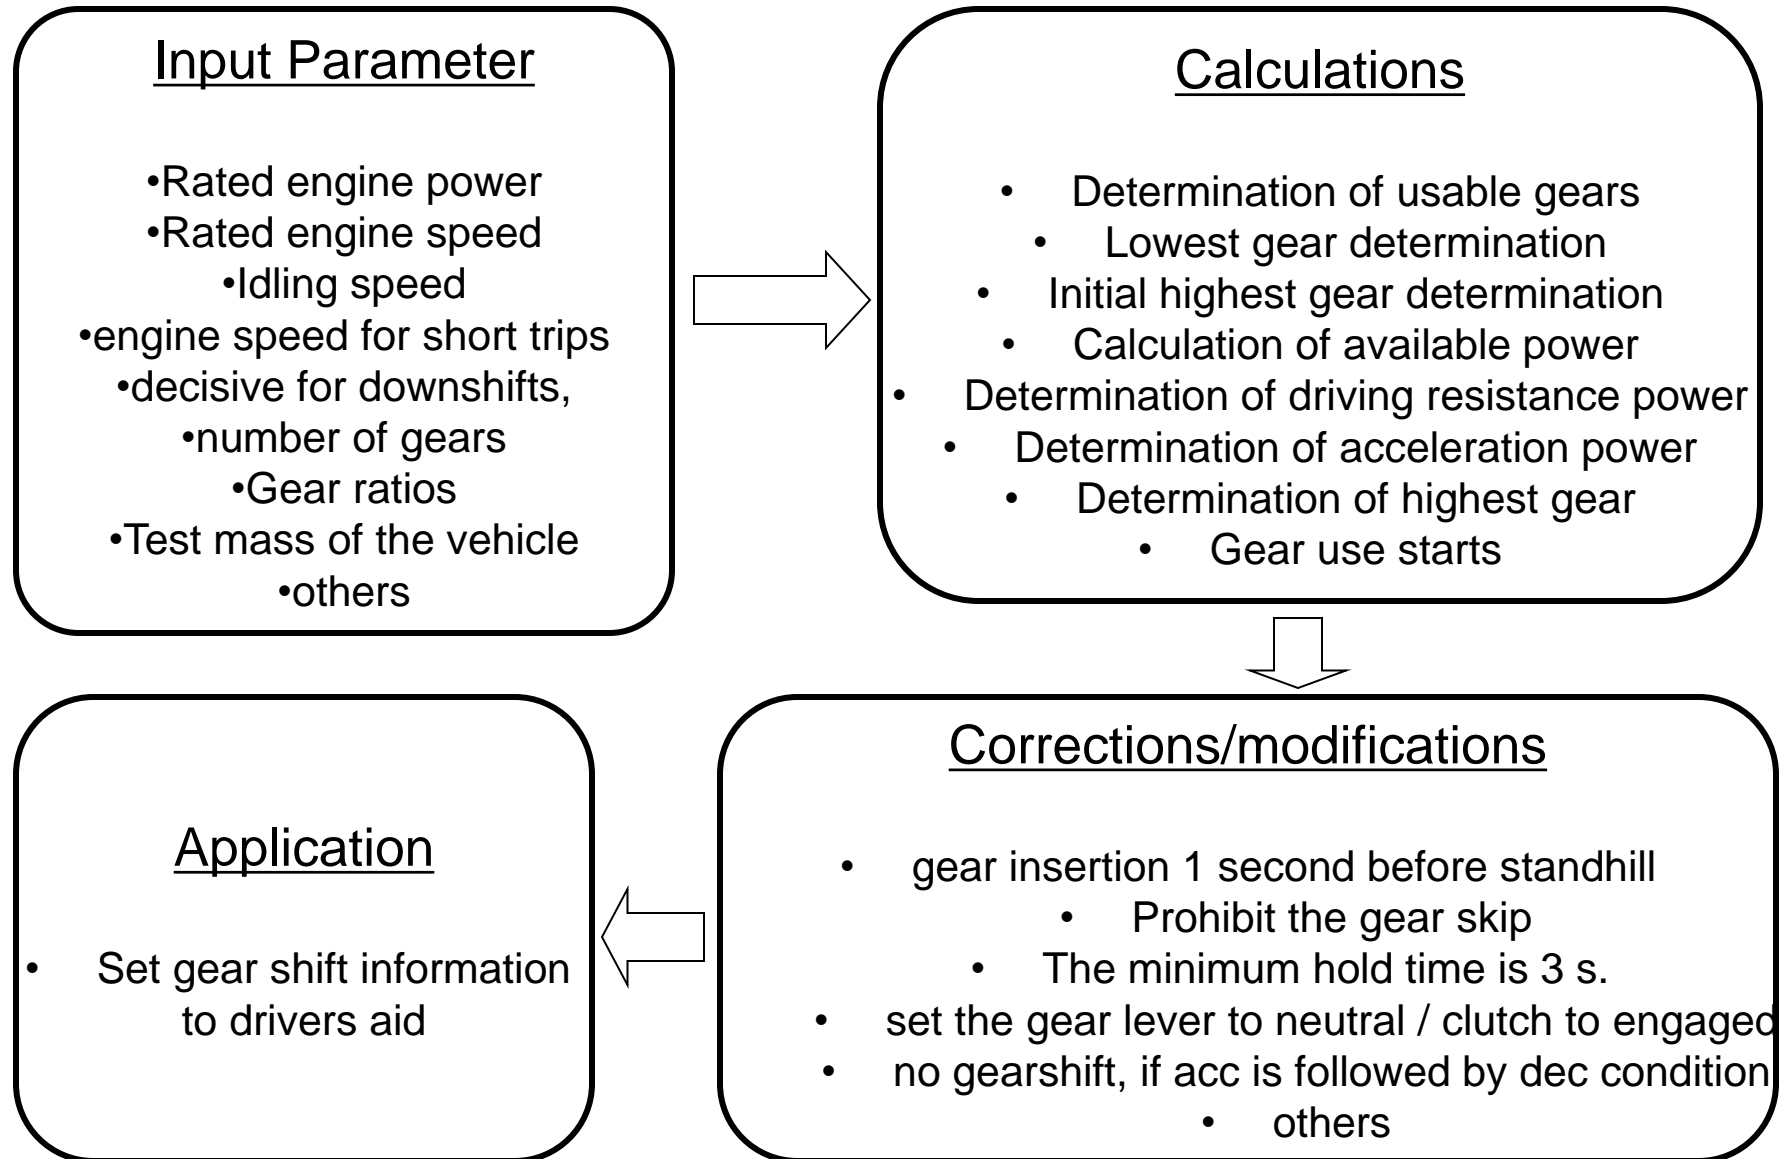 Input Parameter
•Rated engine power
•Rated engine speed
•Idling speed
•engine speed for short trips
•decisive for downshifts,
•number of gears
•Gear ratios
•Test mass of the vehicle
•others
Calculations
• Determination of usable gears
• Lowest gear determination
• Initial highest gear determination
• Calculation of available power
• Determination of driving resistance power
• Determination of acceleration power
• Determination of highest gear
• Gear use starts
Corrections/modifications
• gear insertion 1 second before standhill
• Prohibit the gear skip
• The minimum hold time is 3 s.
• set the gear lever to neutral / clutch to engaged
• no gearshift, if acc is followed by dec condition
• others
Application
• Set gear shift information
to drivers aid